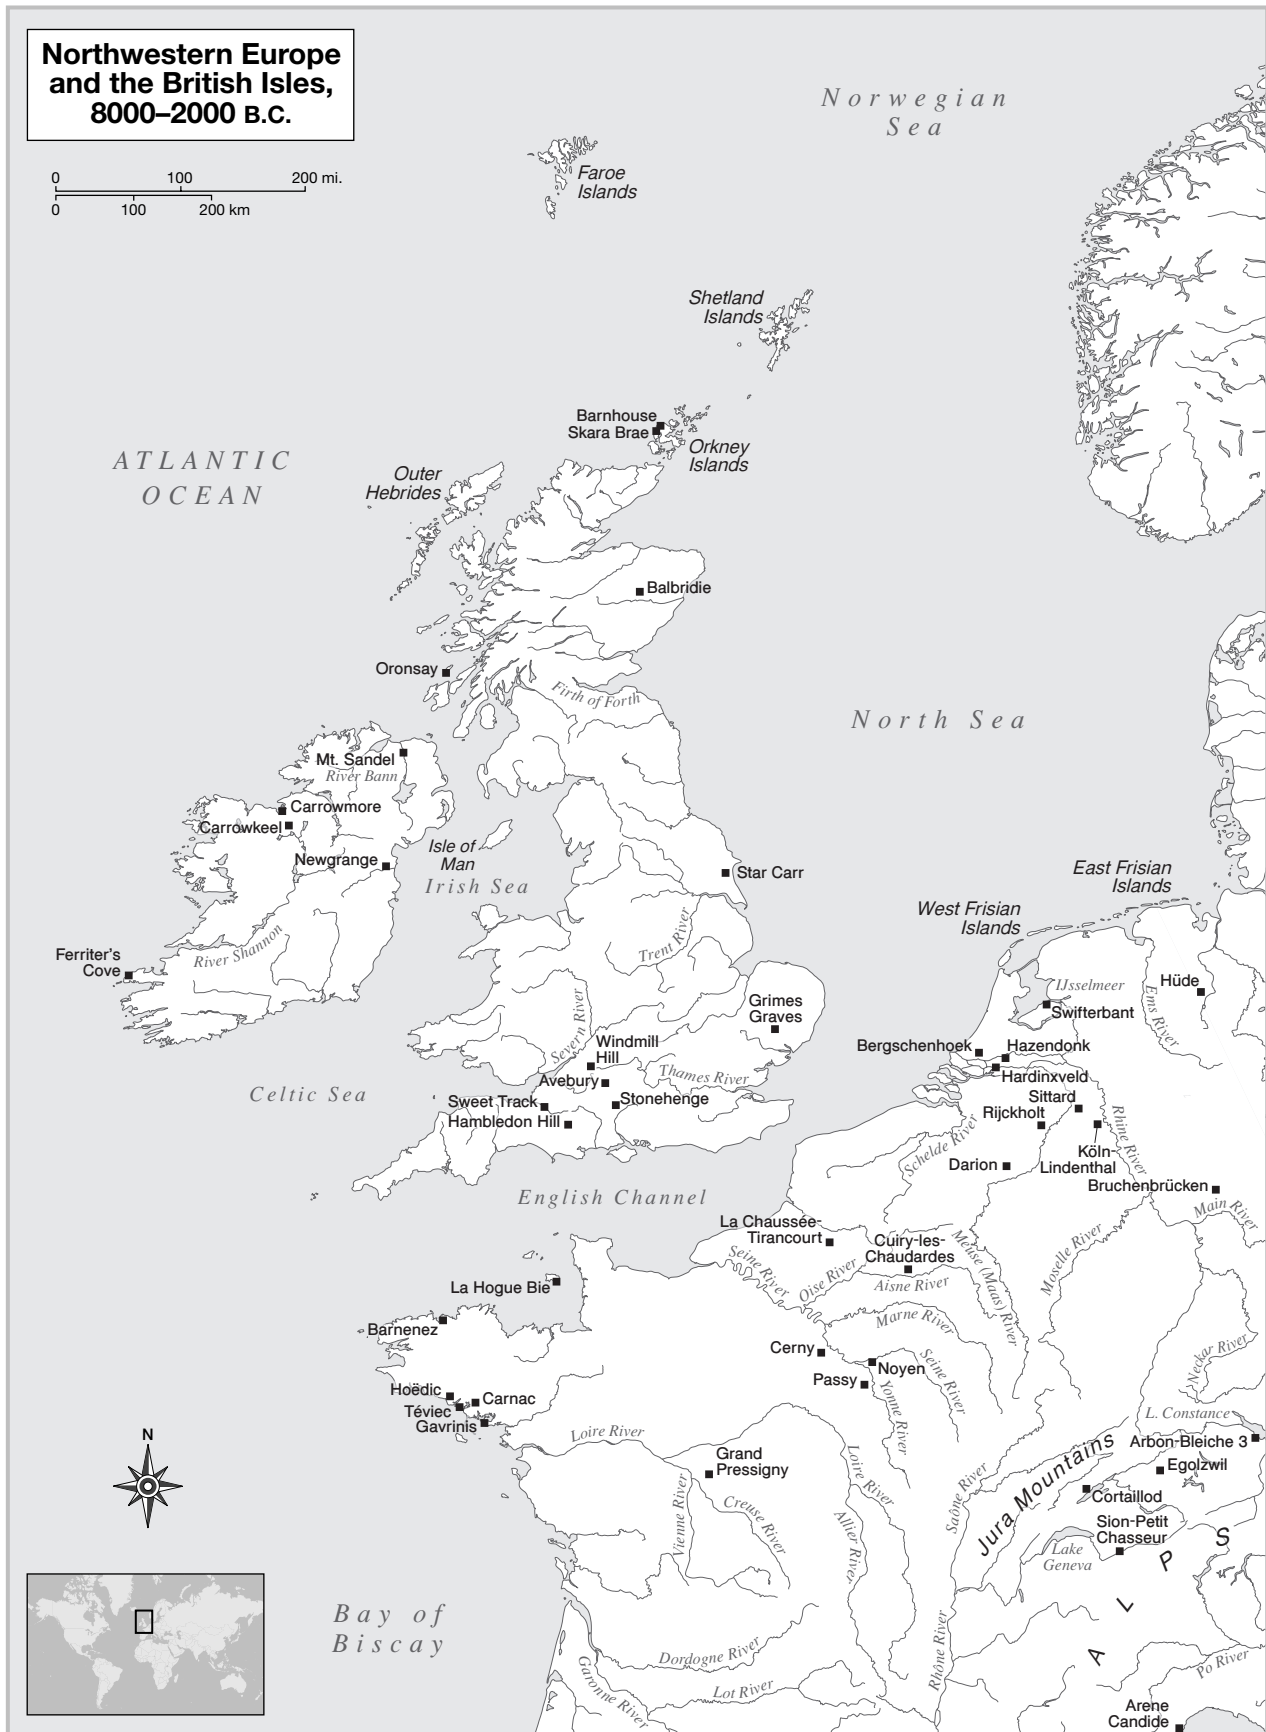 Northwestern Europe
and the British Isles,
8000–2000 B.C.
0 100 200 mi.
0 100 200 km
Norwegian
Sea
Faroe
Islands
Shetland
Islands
Barnhouse
Skara Brae
Orkney
Islands
ATLANTIC
OCEAN
Outer
Hebrides
Balbridie
Oronsay
Firth of Forth
North Sea
Mt. Sandel
River Bann
Carrowmore
Carrowkeel
Newgrange
Isle of
Man
Irish Sea
Star Carr
East Frisian
Islands
West Frisian
Islands
Trent River
River Shannon
Ferriter's
Cove
Grimes
Graves
IJsselmeer
Swifterbant
Ems River
Hüde
Severn River
Windmill
Hill
Avebury
Thames River
Bergschenhoek
Hazendonk
Hardinxveld
Celtic Sea
Sweet Track
Stonehenge
Hambledon Hill
Sittard
Rijckholt
Rhine River
Schelde River
Darion
Köln-
Lindenthal
Bruchenbrücken
Main River
English Channel
La Chaussée-
Tirancourt
Cuiry-les-
Chaudardes
Seine River
Oise River
Aisne River
Meuse (Maas) River
Moselle River
La Hogue Bie
Barnenez
Marne River
Cerny
Noyen
Passy
Seine River
Yonne River
Neckar River
Hoëdic
Carnac
Téviec
Gavrinis
L. Constance
Arbon-Bleiche 3
Loire River
Grand
Pressigny
Loire River
Saône River
Jura Mountains
Egolzwil
Cortaillod
N
Vienne River
Creuse River
Allier River
Sion-Petit
Chasseur
Lake
Geneva
ALPS
Bay of
Biscay
Dordogne River
Rhône River
Garonne River
Lot River
Po River
Arene
Candide